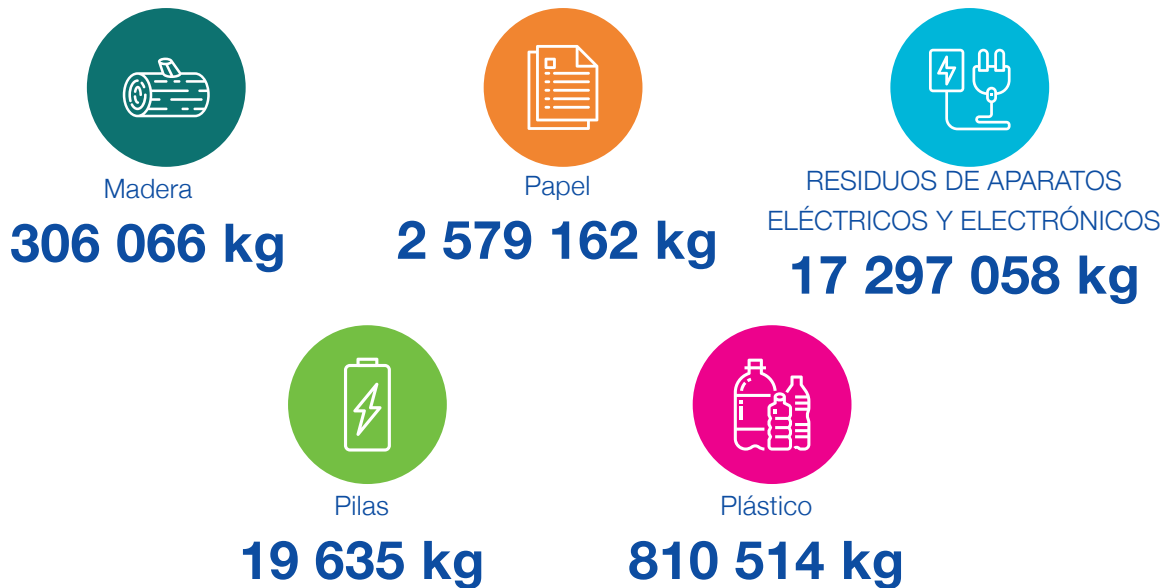 Madera
306 066 kg
Papel
2 579 162 kg
RESIDUOS DE APARATOS
ELÉCTRICOS Y ELECTRÓNICOS
17 297 058 kg
Pilas
19 635 kg
Plástico
810 514 kg